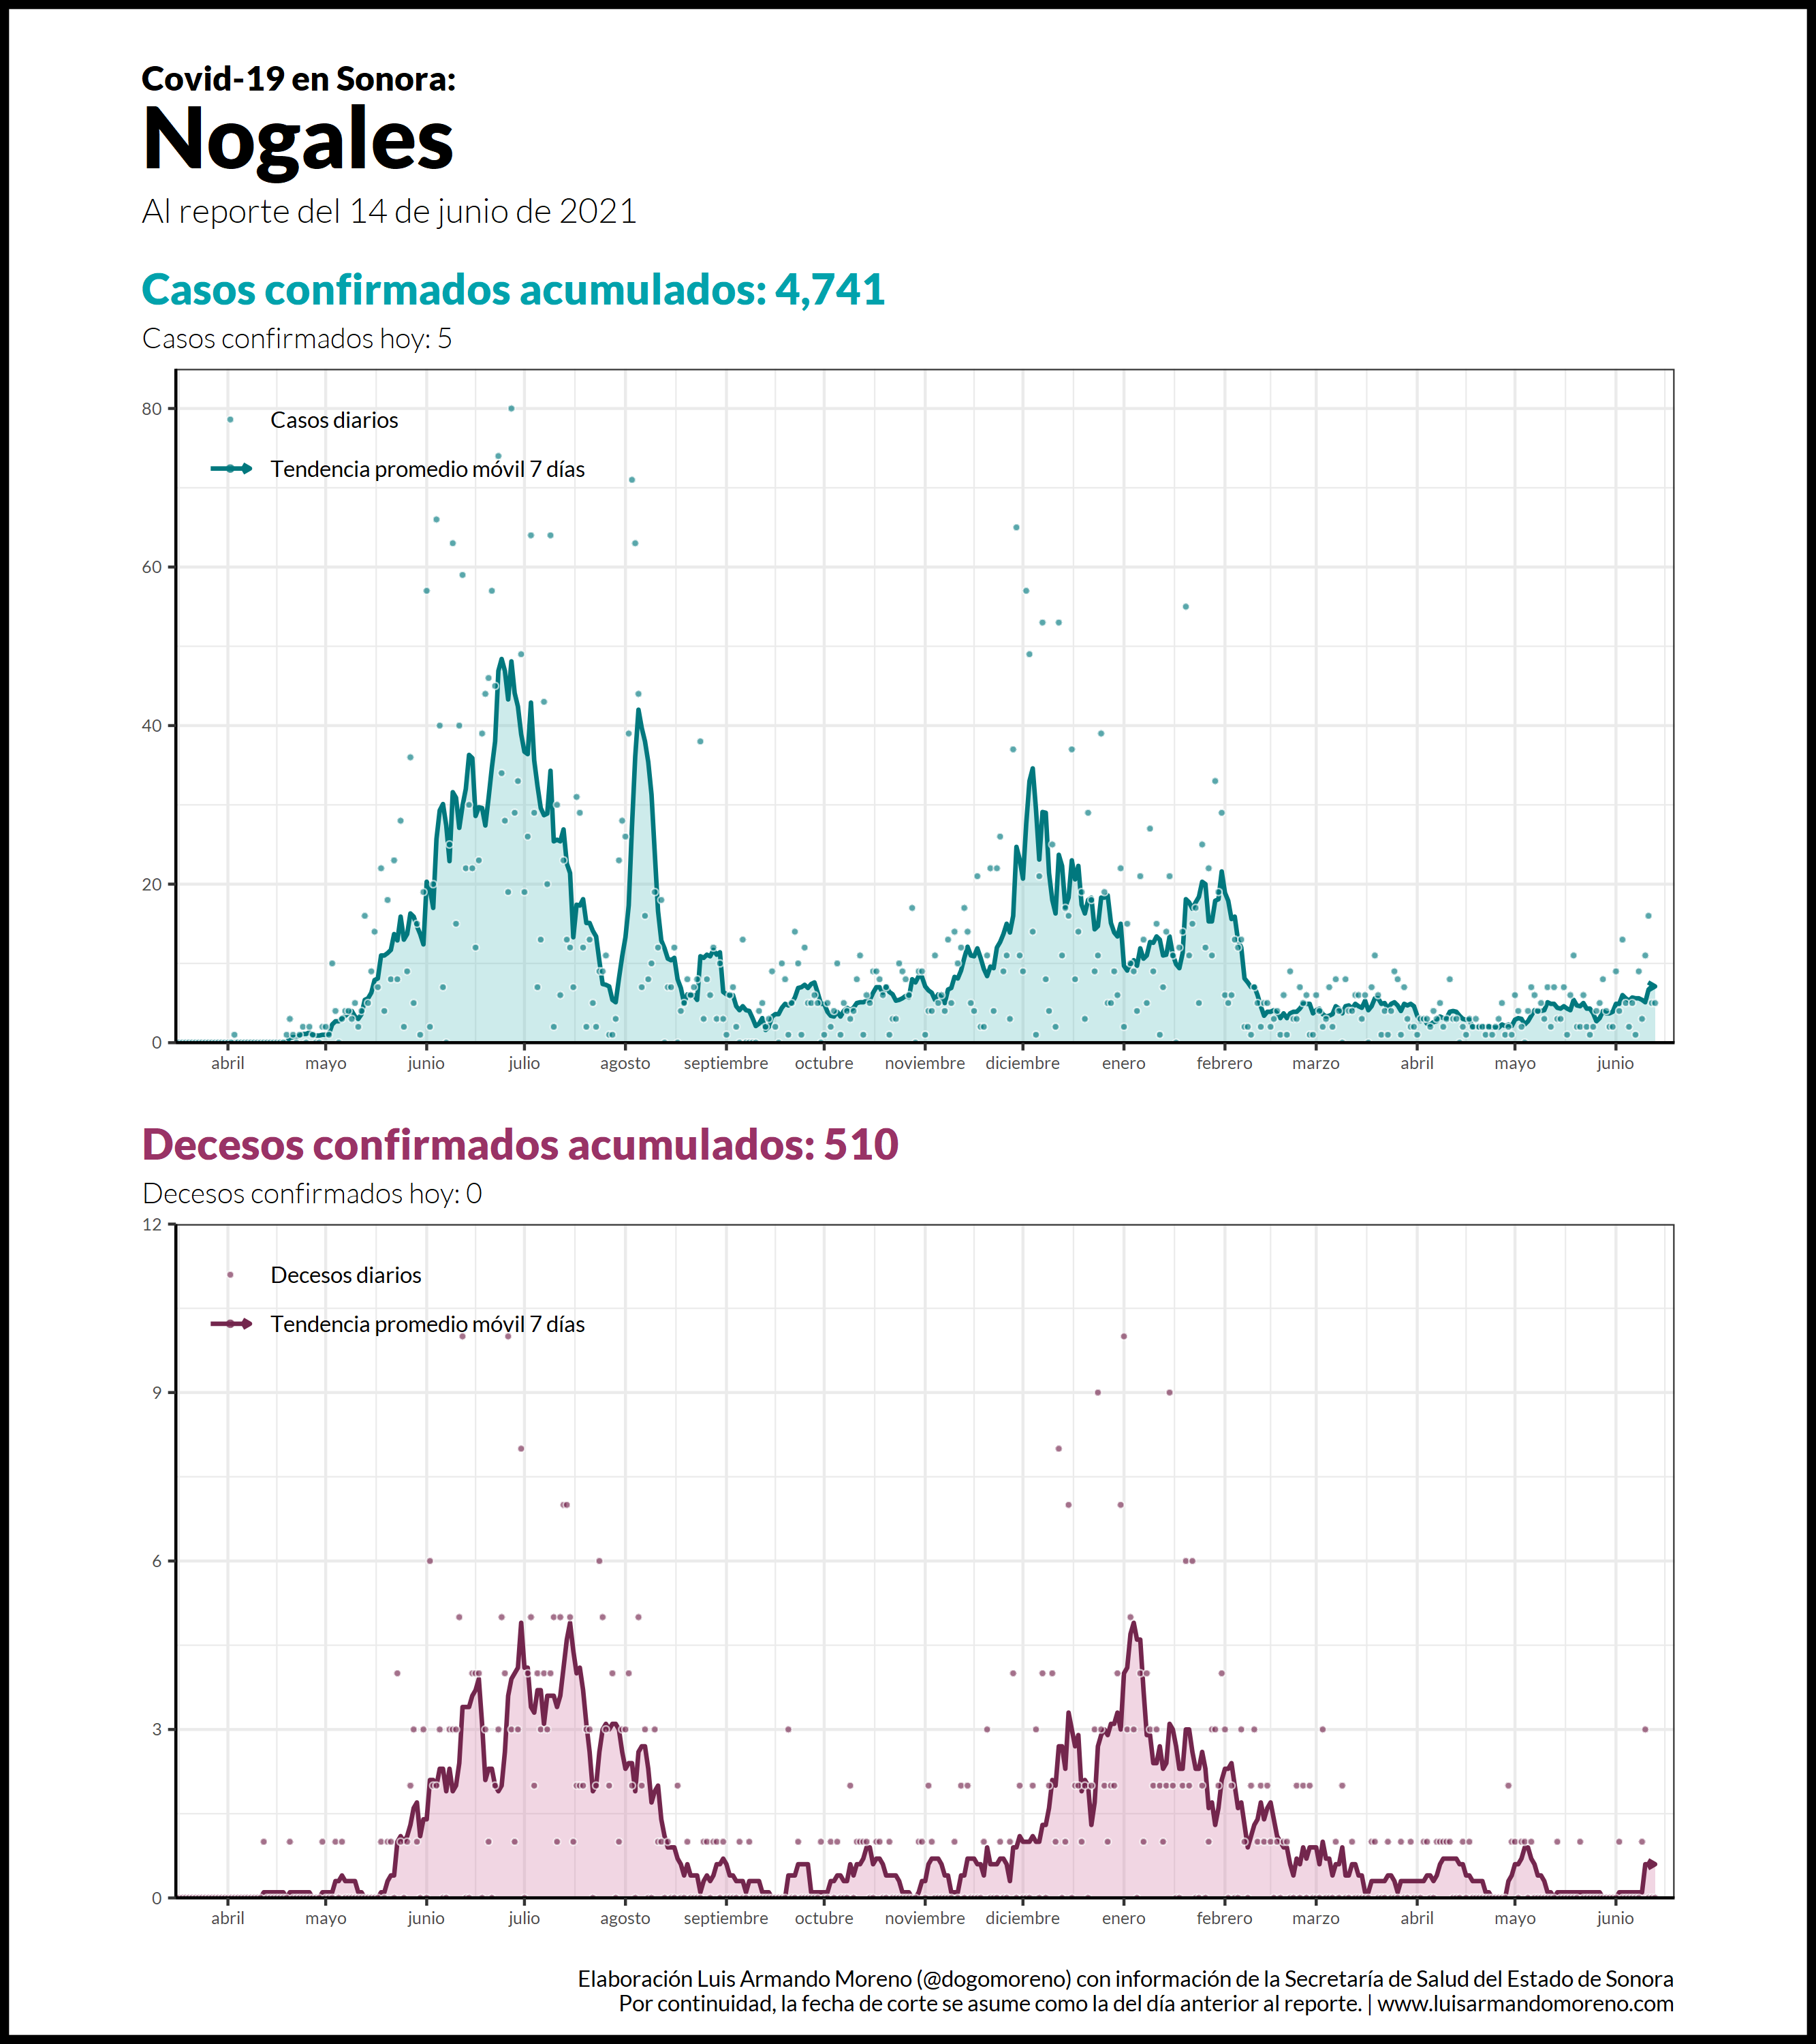 Covid-19 en Sonora:
Nogales
Al reporte del 14 de junio de 2021
Casos confirmados acumulados: 4,741
Casos confirmados hoy: 5
80
60
40
20
0
Casos diarios
Tendencia promedio móvil 7 días
abril mayo junio julio agosto septiembre octubre noviembre diciembre enero febrero marzo abril mayo junio
Decesos confirmados acumulados: 510
Decesos confirmados hoy: 0
12
9
6
3
0
Decesos diarios
Tendencia promedio móvil 7 días
abril mayo junio julio agosto septiembre octubre noviembre diciembre enero febrero marzo abril mayo junio
Elaboración Luis Armando Moreno (@dogomoreno) con información de la Secretaría de Salud del Estado de Sonora
Por continuidad, la fecha de corte se asume como la del día anterior al reporte. | www.luisarmandomoreno.com